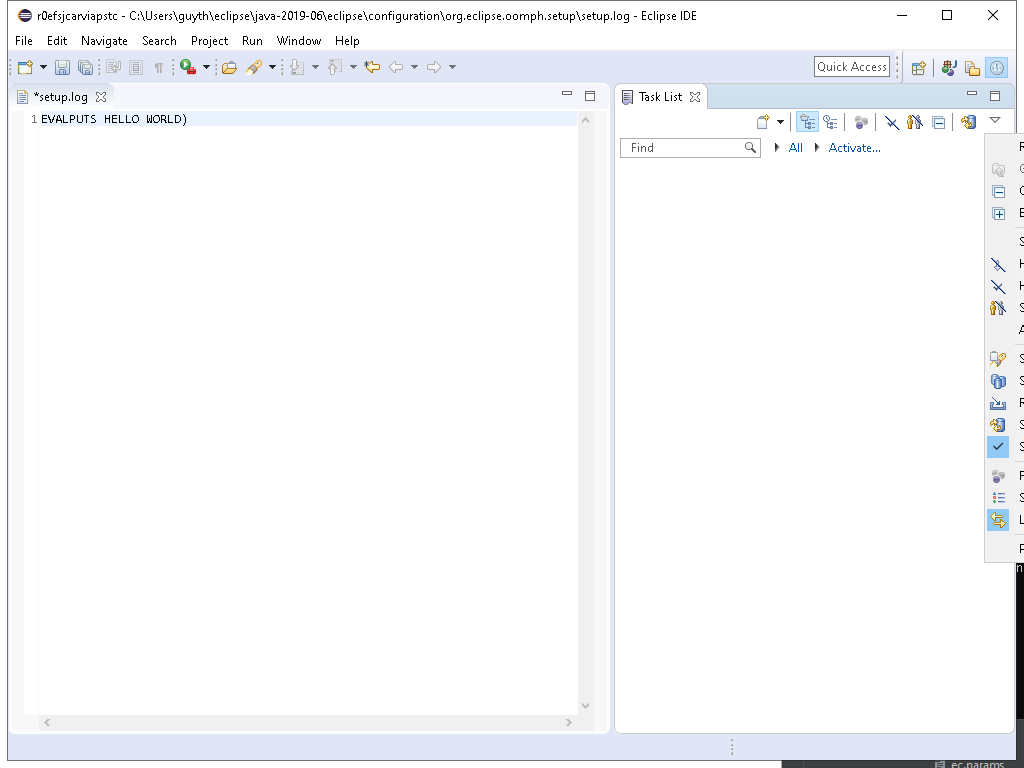 r0efsjcarviapstc - C:\Users\guyth\eclipse\java-2019-06\eclipse\configuration\org.eclipse.oomph.setup\setup.log - Eclipse IDE
File Edit Navigate Search Project Run Window Help
Quick Access
*setup.log
Task List
1 EVALPUTS HELLO WORLD)
Find
All
Activate...
ec.params